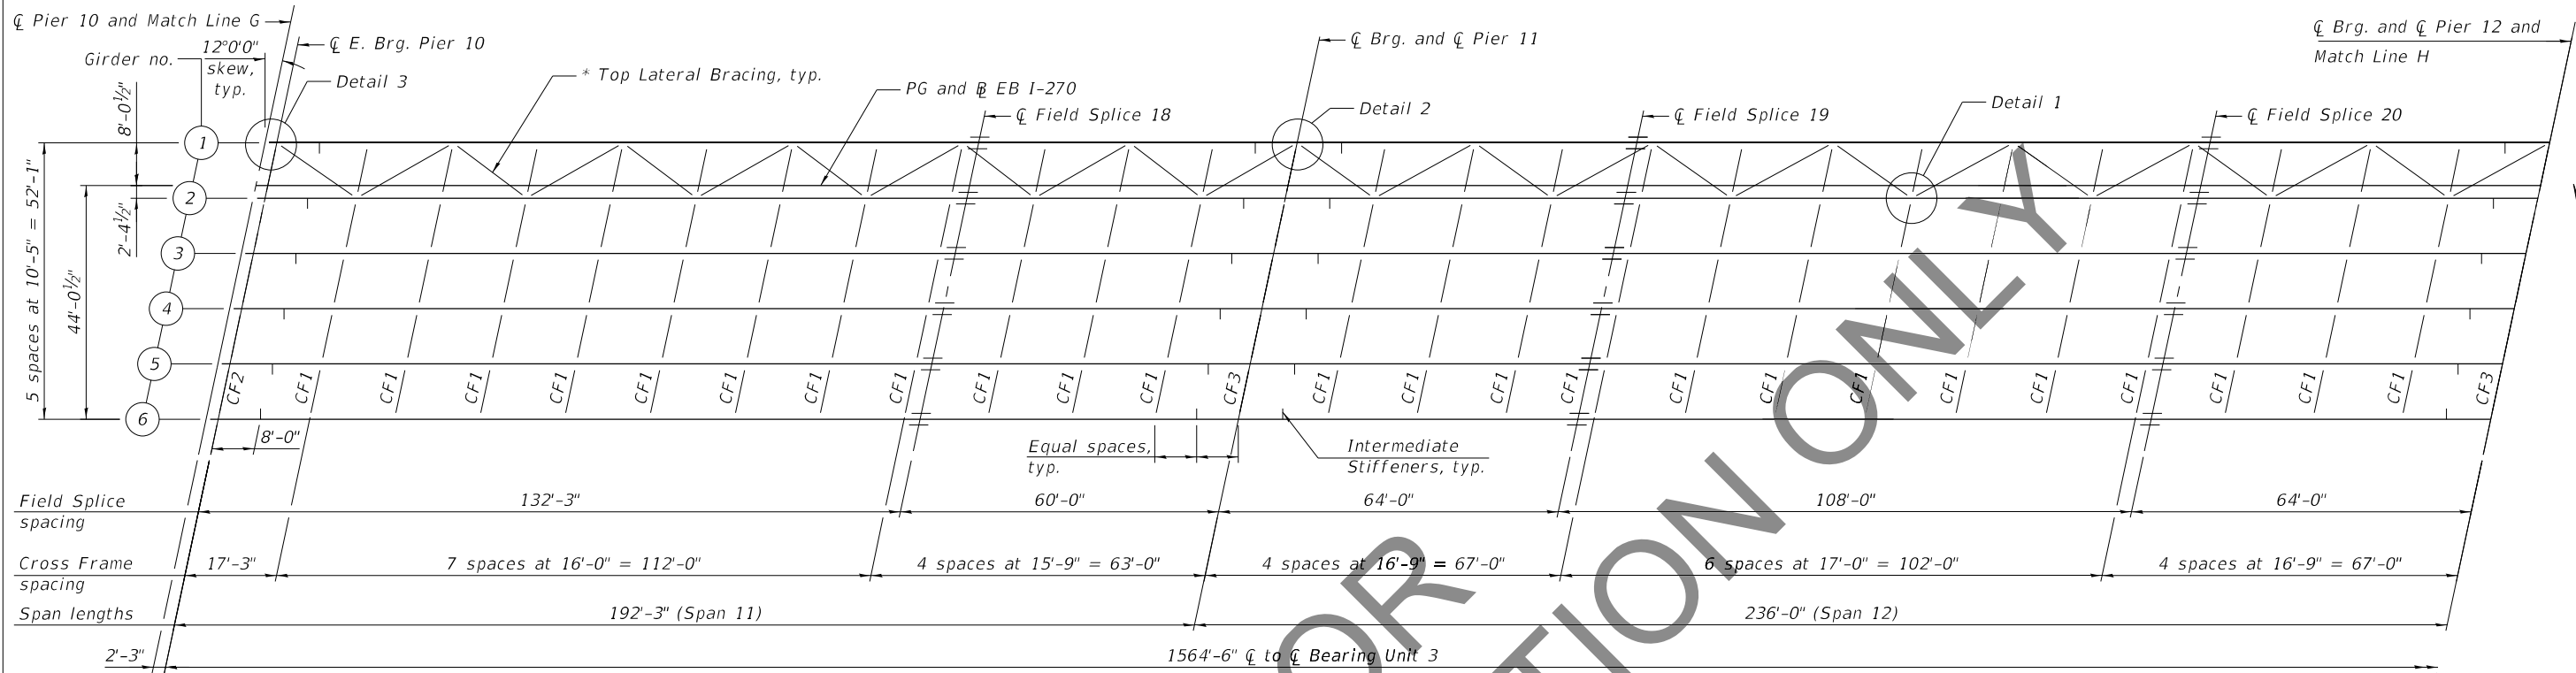 ℄ Pier 10 and Match Line G
℄ E. Brg. Pier 10
℄ Brg. and ℄ Pier 11
℄ Brg. and ℄ Pier 12 and
Match Line H
Girder no.
12°0'0"
skew,
typ.
Detail 3
* Top Lateral Bracing, typ.
PG and ⅊ EB I-270
℄ Field Splice 18
Detail 2
℄ Field Splice 19
Detail 1
℄ Field Splice 20
8'-0½"
2'-4½"
44'-0½"
5 spaces at 10'-5" = 52'-1"
1
2
3
4
5
6
CF2
CF1
CF1
CF1
CF1
CF1
CF1
CF1
CF1
CF1
CF1
CF1
CF3
CF1
CF1
CF1
CF1
CF1
CF1
CF1
CF1
CF1
CF1
CF1
CF1
CF1
CF3
8'-0"
Equal spaces,
typ.
Intermediate
Stiffeners, typ.
Field Splice
spacing
132'-3"
60'-0"
64'-0"
108'-0"
64'-0"
Cross Frame
spacing
17'-3"
7 spaces at 16'-0" = 112'-0"
4 spaces at 15'-9" = 63'-0"
4 spaces at 16'-9" = 67'-0"
6 spaces at 17'-0" = 102'-0"
4 spaces at 16'-9" = 67'-0"
Span lengths
192'-3" (Span 11)
236'-0" (Span 12)
2'-3"
1564'-6" ℄ to ℄ Bearing Unit 3
ONLY